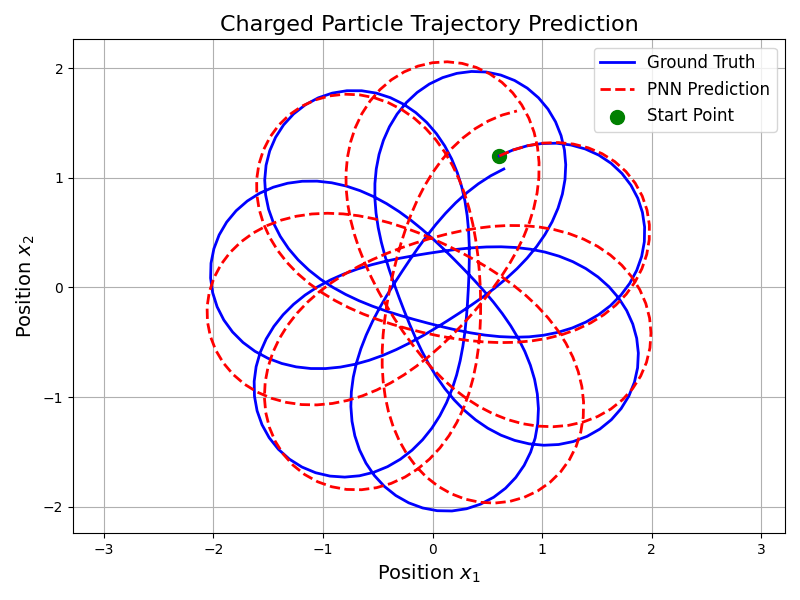 Charged Particle Trajectory Prediction
Ground Truth
PNN Prediction
Start Point
2
1
0
−1
−2
Position x₂
−3
−2
−1
0
1
2
3
Position x₁